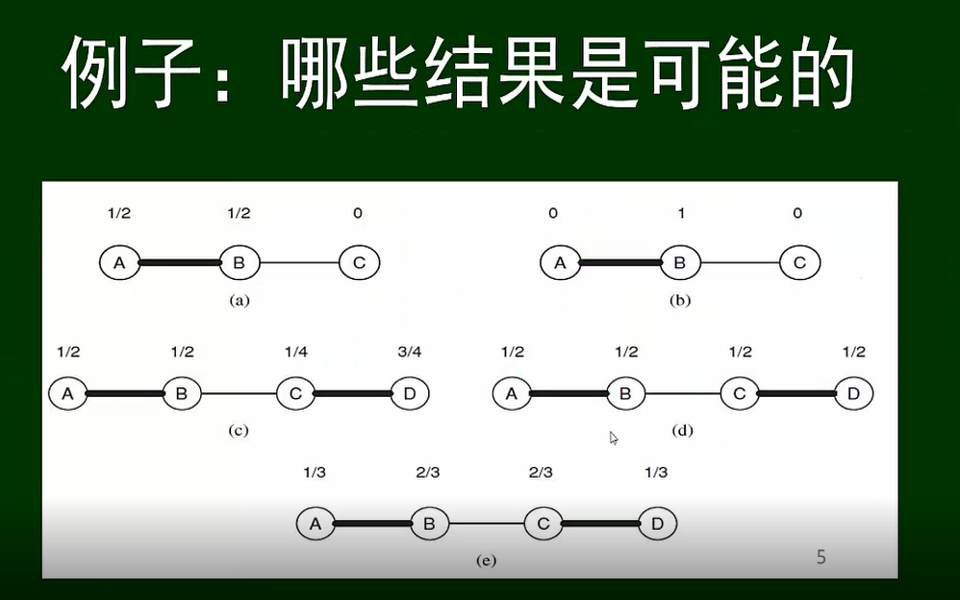 例子：哪些结果是可能的
1/2 1/2 0
A B C
(a)
0 1 0
A B C
(b)
1/2 1/2 1/4 3/4
A B C D
(c)
1/2 1/2 1/2 1/2
A B C D
(d)
1/3 2/3 2/3 1/3
A B C D
(e)
5